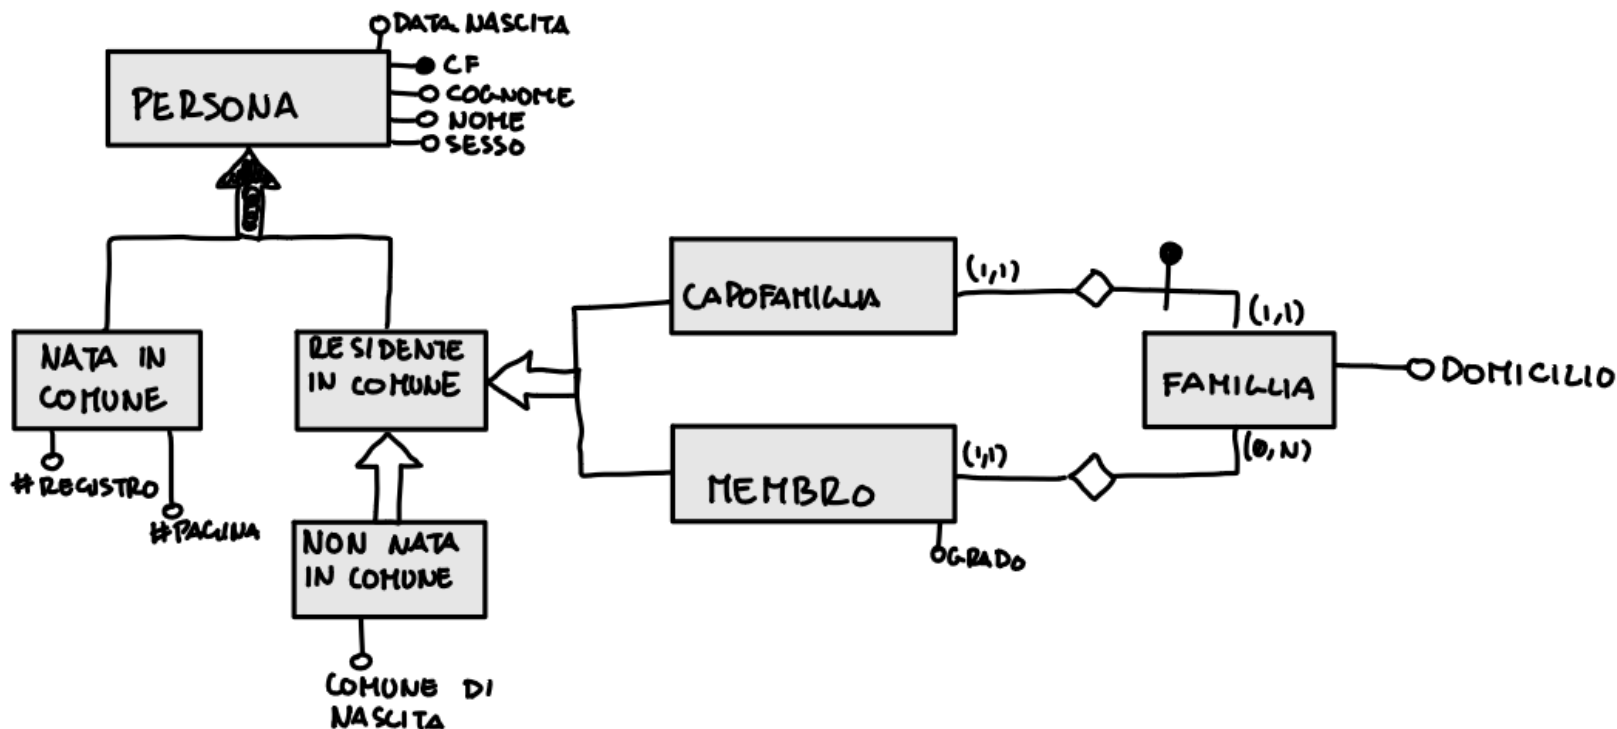 DATA NASCITA
CF
COGNOME
NOME
SESSO
PERSONA
NATA IN
COMUNE
#REGISTRO
#PAGINA
RESIDENTE
IN COMUNE
NON NATA
IN COMUNE
COMUNE DI
NASCITA
CAPOFAMIGLIA
(1,1)
(1,1)
FAMIGLIA
DOMICILIO
MEMBRO
(1,1)
(0,N)
GRADO